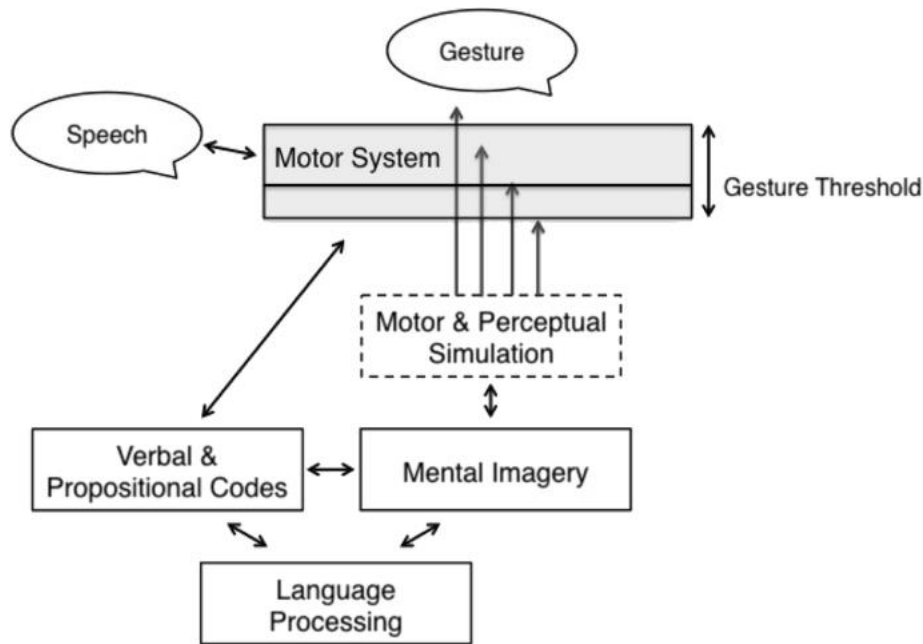 Gesture
Speech
Motor System
Gesture Threshold
Motor & Perceptual
Simulation
Verbal &
Propositional Codes
Mental Imagery
Language
Processing